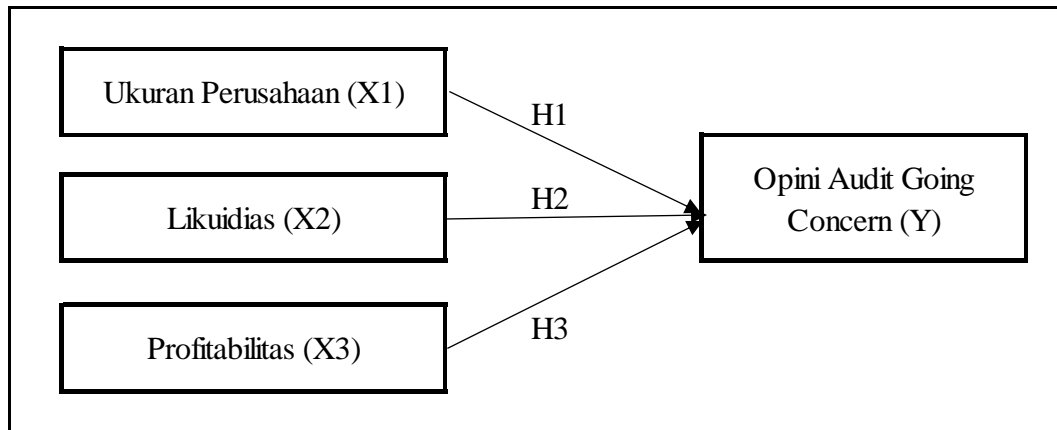 Ukuran Perusahaan (X1)
H1
Opini Audit Going
Concern (Y)
Likuidias (X2)
H2
Profitabilitas (X3)
H3